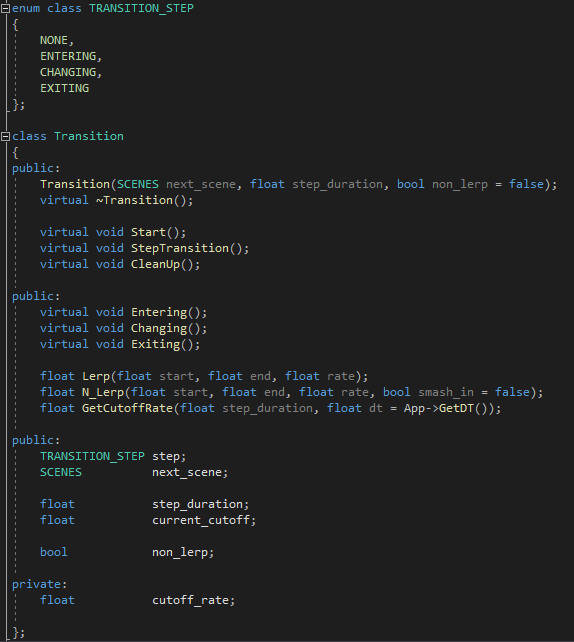 enum class TRANSITION_STEP
{
    NONE,
    ENTERING,
    CHANGING,
    EXITING
};
class Transition
{
public:
    Transition(SCENES next_scene, float step_duration, bool non_lerp = false);
    virtual ~Transition();
    virtual void Start();
    virtual void StepTransition();
    virtual void CleanUp();
public:
    virtual void Entering();
    virtual void Changing();
    virtual void Exiting();
    float Lerp(float start, float end, float rate);
    float N_Lerp(float start, float end, float rate, bool smash_in = false);
    float GetCutoffRate(float step_duration, float dt = App->GetDT());
public:
    TRANSITION_STEP step;
    SCENES          next_scene;
    float           step_duration;
    float           current_cutoff;
    bool            non_lerp;
private:
    float           cutoff_rate;
};